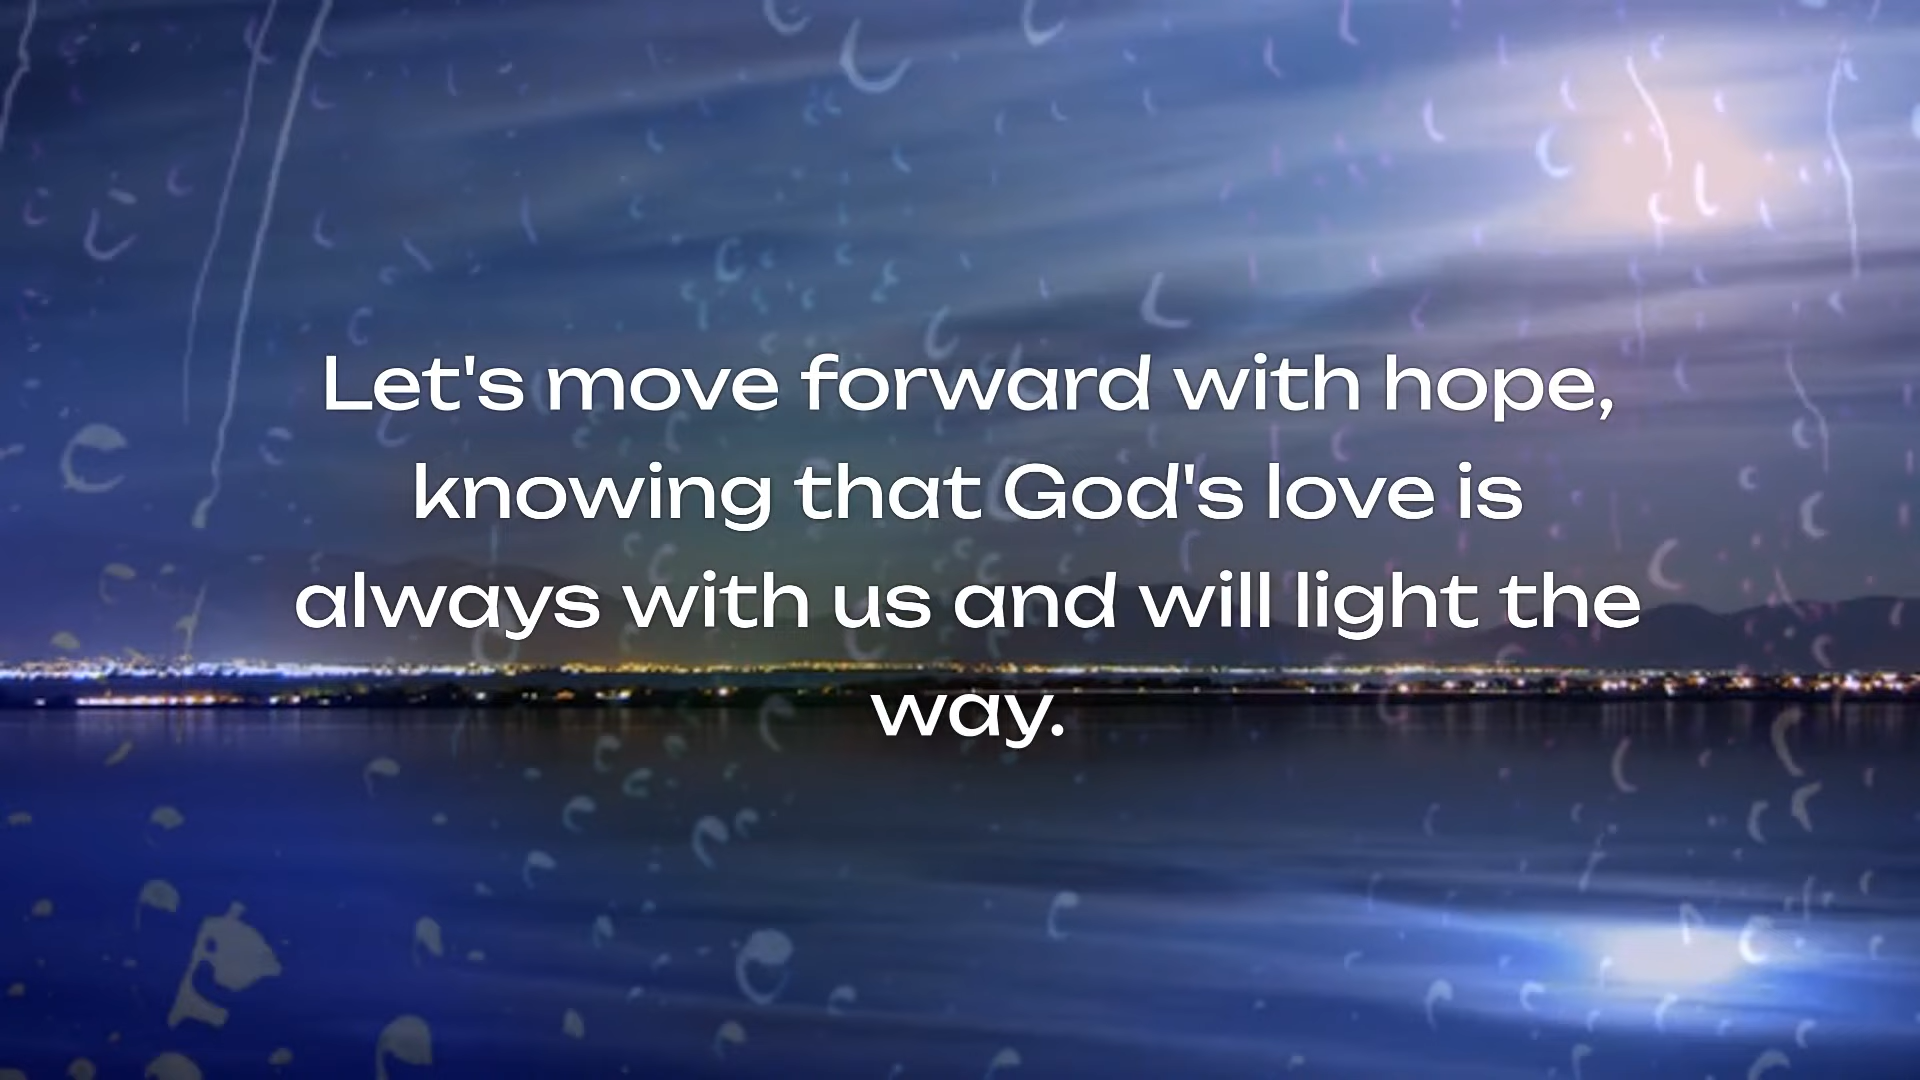 Let's move forward with hope,
knowing that God's love is
always with us and will light the
way.